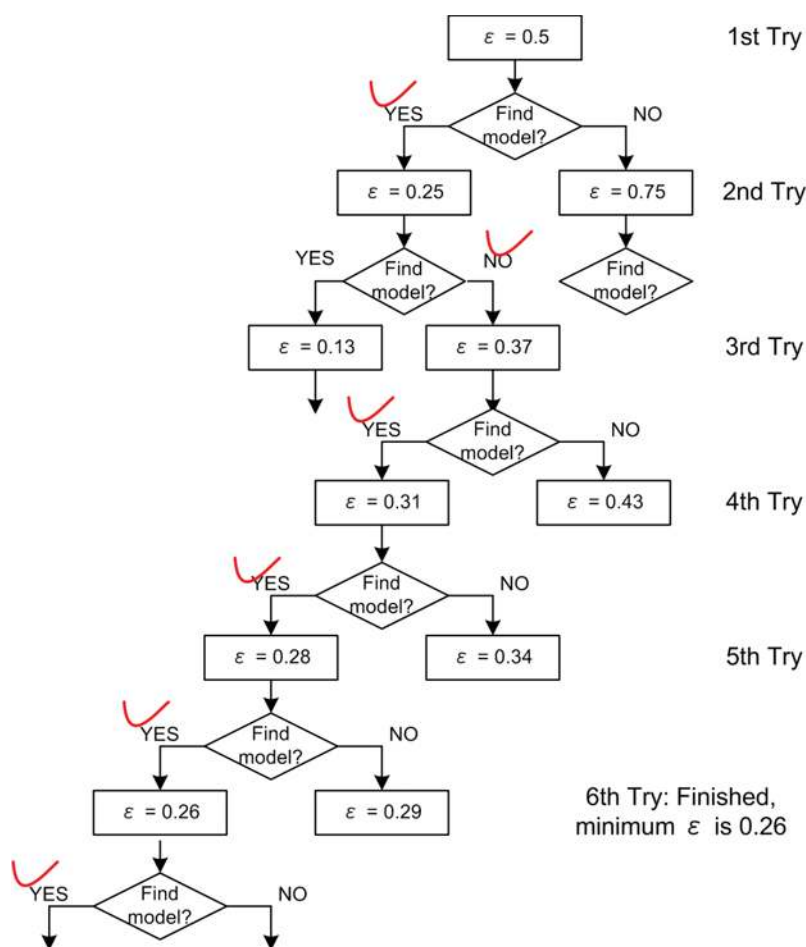 ε = 0.5
1st Try
YES
Find
model?
NO
ε = 0.25
ε = 0.75
2nd Try
YES
Find
model?
NO
Find
model?
ε = 0.13
ε = 0.37
3rd Try
YES
Find
model?
NO
ε = 0.31
ε = 0.43
4th Try
YES
Find
model?
NO
ε = 0.28
ε = 0.34
5th Try
YES
Find
model?
NO
ε = 0.26
ε = 0.29
6th Try: Finished,
minimum ε is 0.26
YES
Find
model?
NO